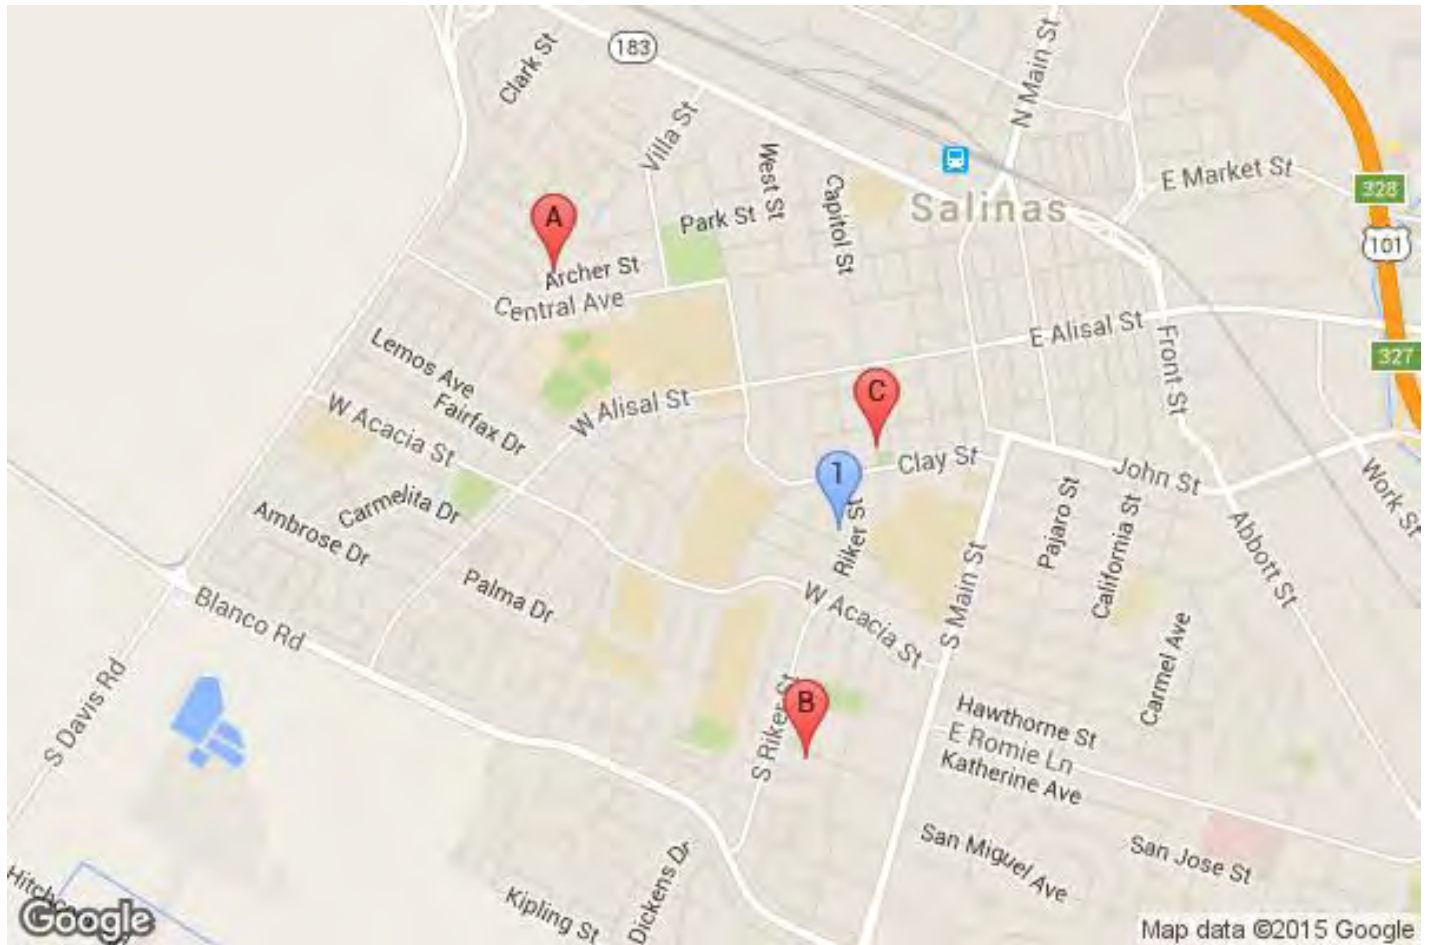 183
Clark St
N Main St
Villa St
West St
E Market St
Capitol St
328
Salinas
A
Park St
101
Archer St
Central Ave
E Alisal St
Front St
327
Lemos Ave
Fairfax Dr
W Alisal St
C
W Acacia St
Clay St
John St
1
Work St
Carmelita Dr
Riker St
Pajaro St
California St
Ambrose Dr
Abbott St
Palma Dr
W Acacia St
S Main St
Blanco Rd
Carmel Ave
S Davis Rd
B
S Riker St
Hawthorne St
E Romie Ln
Katherine Ave
San Miguel Ave
San Jose St
Dickens Dr
Kipling St
Google
Map data ©2015 Google